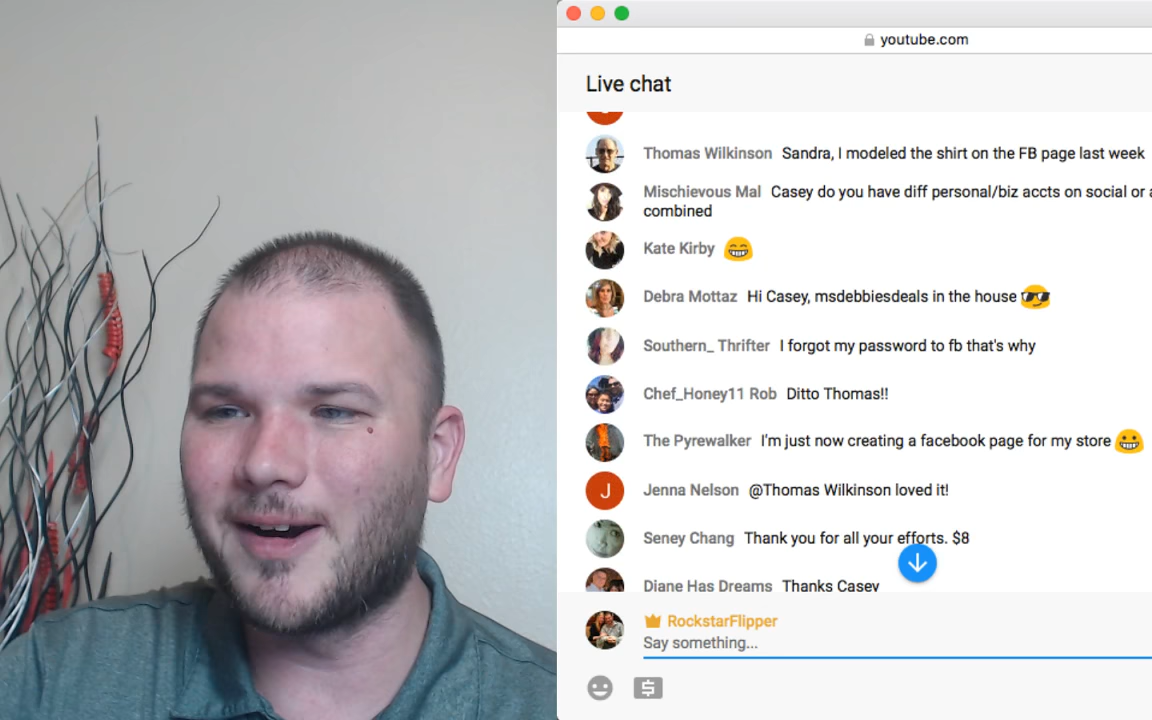 youtube.com
Live chat
Thomas Wilkinson Sandra, I modeled the shirt on the FB page last week
Mischievous Mal Casey do you have diff personal/biz accts on social or a
combined
Kate Kirby
Debra Mottaz Hi Casey, msdebbiesdeals in the house
Southern_ Thrifter I forgot my password to fb that's why
Chef_Honey11 Rob Ditto Thomas!!
The Pyrewalker I'm just now creating a facebook page for my store
J Jenna Nelson @Thomas Wilkinson loved it!
Seney Chang Thank you for all your efforts. $8
Diane Has Dreams Thanks Casey
RockstarFlipper
Say something...
$